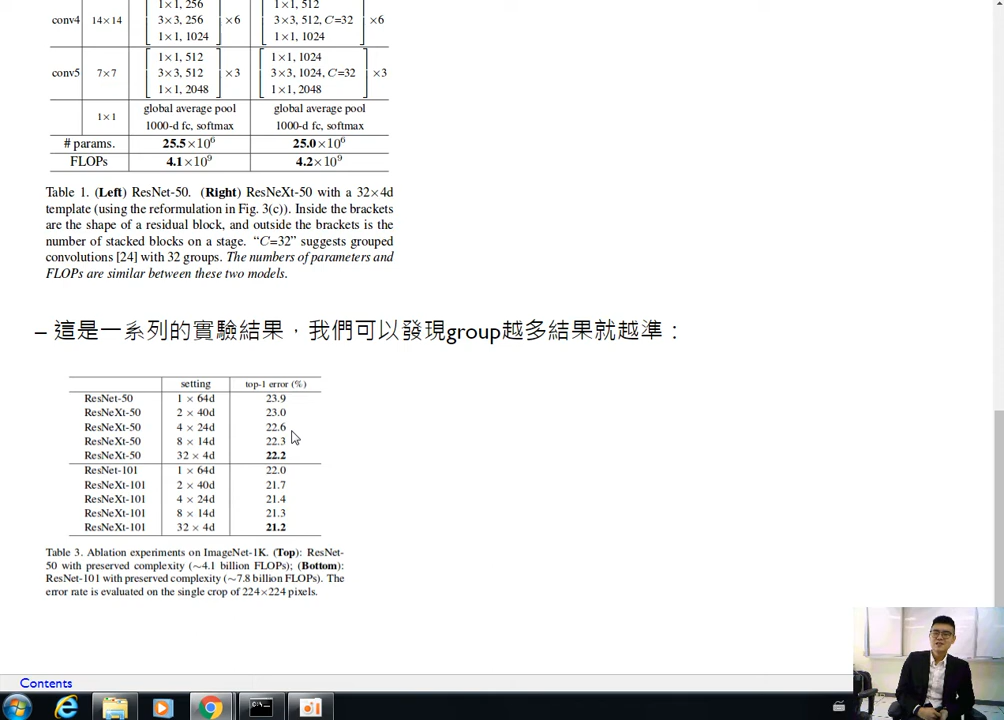 1×1, 256 1×1, 512
conv4 14×14 3×3, 256 ×6 3×3, 512, C=32 ×6
1×1, 1024 1×1, 1024
1×1, 512 1×1, 1024
conv5 7×7 3×3, 512 ×3 3×3, 1024, C=32 ×3
1×1, 2048 1×1, 2048
1×1 global average pool global average pool
1000-d fc, softmax 1000-d fc, softmax
# params. 25.5×10⁶ 25.0×10⁶
FLOPs 4.1×10⁹ 4.2×10⁹
Table 1. (Left) ResNet-50. (Right) ResNeXt-50 with a 32×4d
template (using the reformulation in Fig. 3(c)). Inside the brackets
are the shape of a residual block, and outside the brackets is the
number of stacked blocks on a stage. “C=32” suggests grouped
convolutions [24] with 32 groups. The numbers of parameters and
FLOPs are similar between these two models.
– 這是一系列的實驗結果，我們可以發現group越多結果就越準：
setting top-1 error (%)
ResNet-50 1 × 64d 23.9
ResNeXt-50 2 × 40d 23.0
ResNeXt-50 4 × 24d 22.6
ResNeXt-50 8 × 14d 22.3
ResNeXt-50 32 × 4d 22.2
ResNet-101 1 × 64d 22.0
ResNeXt-101 2 × 40d 21.7
ResNeXt-101 4 × 24d 21.4
ResNeXt-101 8 × 14d 21.3
ResNeXt-101 32 × 4d 21.2
Table 3. Ablation experiments on ImageNet-1K. (Top): ResNet-
50 with preserved complexity (~4.1 billion FLOPs); (Bottom):
ResNet-101 with preserved complexity (~7.8 billion FLOPs). The
error rate is evaluated on the single crop of 224×224 pixels.
Contents